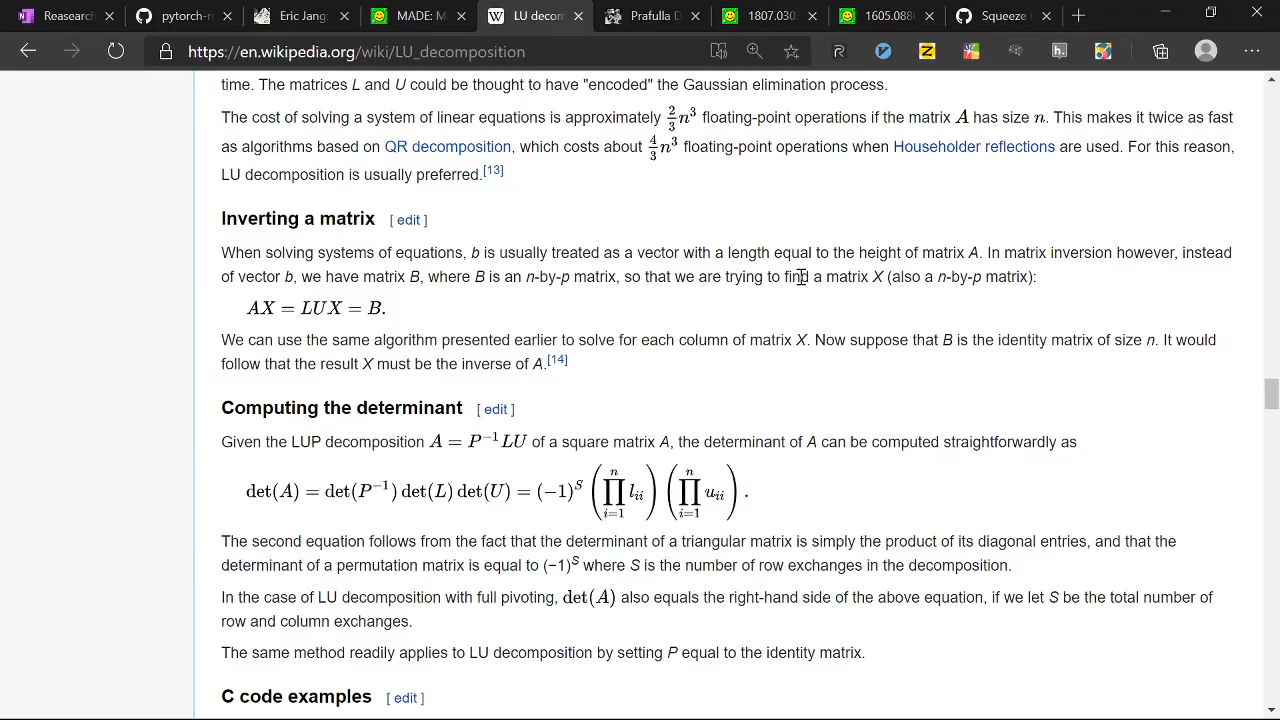 Research
pytorch-n
Eric Jang:
MADE: M
LU decom
Prafulla D
1807.030
1605.088
Squeeze
https://en.wikipedia.org/wiki/LU_decomposition
time. The matrices L and U could be thought to have "encoded" the Gaussian elimination process.
The cost of solving a system of linear equations is approximately 2/3 n^3 floating-point operations if the matrix A has size n. This makes it twice as fast
as algorithms based on QR decomposition, which costs about 4/3 n^3 floating-point operations when Householder reflections are used. For this reason,
LU decomposition is usually preferred.[13]
Inverting a matrix [ edit ]
When solving systems of equations, b is usually treated as a vector with a length equal to the height of matrix A. In matrix inversion however, instead
of vector b, we have matrix B, where B is an n-by-p matrix, so that we are trying to find a matrix X (also a n-by-p matrix):
AX = LUX = B.
We can use the same algorithm presented earlier to solve for each column of matrix X. Now suppose that B is the identity matrix of size n. It would
follow that the result X must be the inverse of A.[14]
Computing the determinant [ edit ]
Given the LUP decomposition A = P^−1 LU of a square matrix A, the determinant of A can be computed straightforwardly as
det(A) = det(P^−1) det(L) det(U) = (−1)^S (∏_{i=1}^n l_ii) (∏_{i=1}^n u_ii).
The second equation follows from the fact that the determinant of a triangular matrix is simply the product of its diagonal entries, and that the
determinant of a permutation matrix is equal to (−1)^S where S is the number of row exchanges in the decomposition.
In the case of LU decomposition with full pivoting, det(A) also equals the right-hand side of the above equation, if we let S be the total number of
row and column exchanges.
The same method readily applies to LU decomposition by setting P equal to the identity matrix.
C code examples [ edit ]